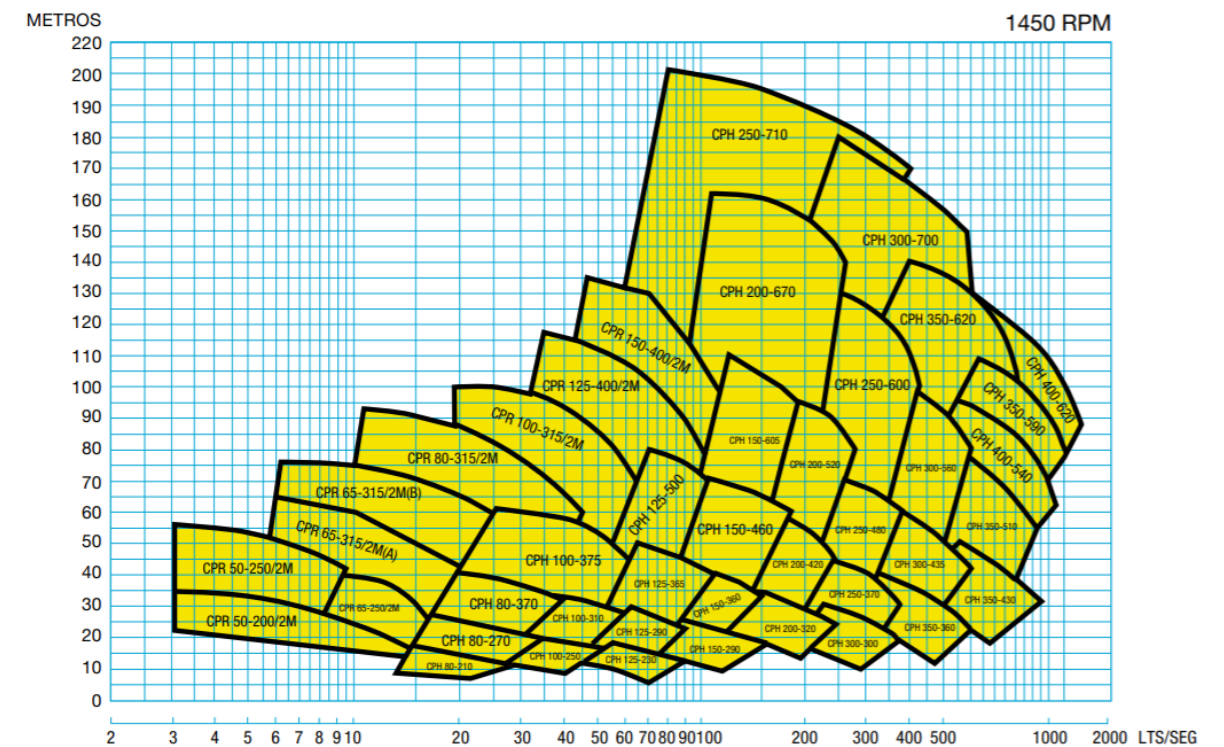 METROS
1450 RPM
220
200
190
180
170
160
150
140
130
120
110
100
90
80
70
60
50
40
30
20
10
0
CPH 250-710
CPH 300-700
CPH 200-670
CPH 350-620
CPR 150-400/2M
CPH 400-620
CPR 125-400/2M
CPH 250-600
CPH 350-590
CPR 100-315/2M
CPH 150-605
CPH 400-540
CPR 80-315/2M
CPH 200-520
CPH 300-560
CPR 65-315/2M(B)
CPH 125-500
CPR 65-315/2M(A)
CPH 150-460
CPH 250-480
CPH 350-510
CPR 50-250/2M
CPH 100-375
CPH 200-420
CPH 300-435
CPH 125-365
CPR 65-250/2M
CPH 80-370
CPH 150-360
CPH 250-370
CPH 350-430
CPR 50-200/2M
CPH 100-310
CPH 125-290
CPH 200-320
CPH 350-360
CPH 80-270
CPH 150-290
CPH 300-300
CPH 80-210
CPH 100-250
CPH 125-230
2 3 4 5 6 7 8 9 10 20 30 40 50 60 70 80 90 100 200 300 400 500 1000 2000 LTS/SEG